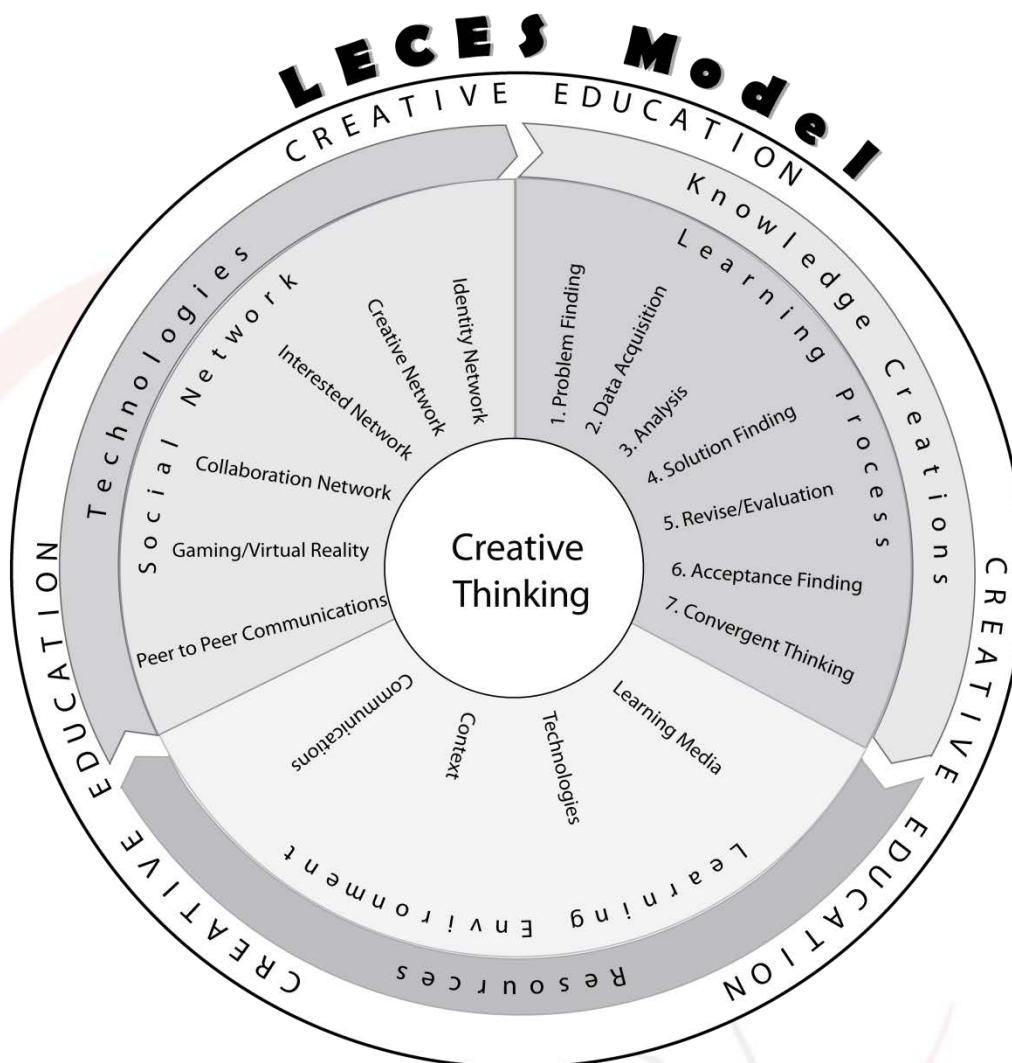 LECES Model
CREATIVE EDUCATION
CREATIVE EDUCATION
CREATIVE EDUCATION
Knowledge Creations
Learning Process
1. Problem Finding
2. Data Acquisition
3. Analysis
4. Solution Finding
5. Revise/Evaluation
6. Acceptance Finding
7. Convergent Thinking
Resources
Learning Environment
Learning Media
Technologies
Context
Communications
Technologies
Social Network
Peer to Peer Communications
Gaming/Virtual Reality
Collaboration Network
Interested Network
Creative Network
Identity Network
Creative
Thinking